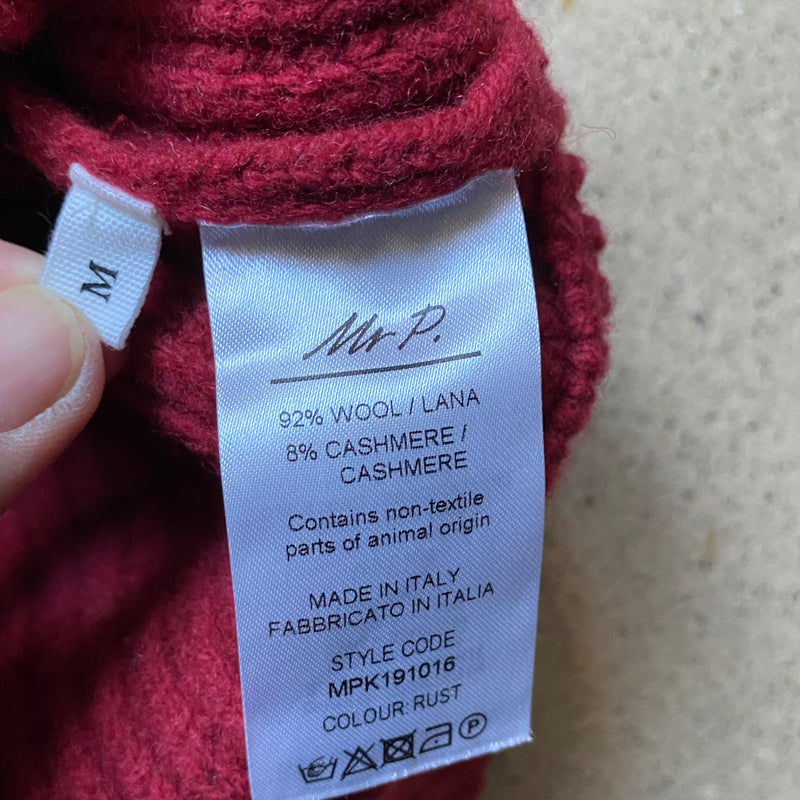 M
Mr P.
92% WOOL / LANA
8% CASHMERE /
CASHMERE
Contains non-textile
parts of animal origin
MADE IN ITALY
FABBRICATO IN ITALIA
STYLE CODE
MPK191016
COLOUR: RUST
P